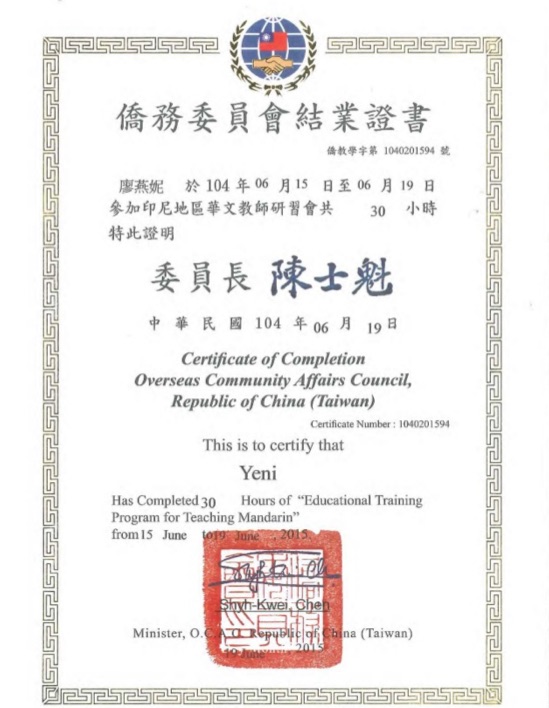 僑務委員會結業證書
僑教學字第 1040201594 號
廖燕妮 於 104 年 06 月 15 日至 06 月 19 日
參加印尼地區華文教師研習會共 30 小時
特此證明
委員長 陳士魁
中華民國 104 年 06 月 19 日
Certificate of Completion
Overseas Community Affairs Council,
Republic of China (Taiwan)
Certificate Number : 1040201594
This is to certify that
Yeni
Has Completed 30 Hours of “Educational Training
Program for Teaching Mandarin”
from 15 June to 19 June , 2015.
Shyh-Kwei, Chen
Minister, O.C.A.C. Republic of China (Taiwan)
19 June 2015